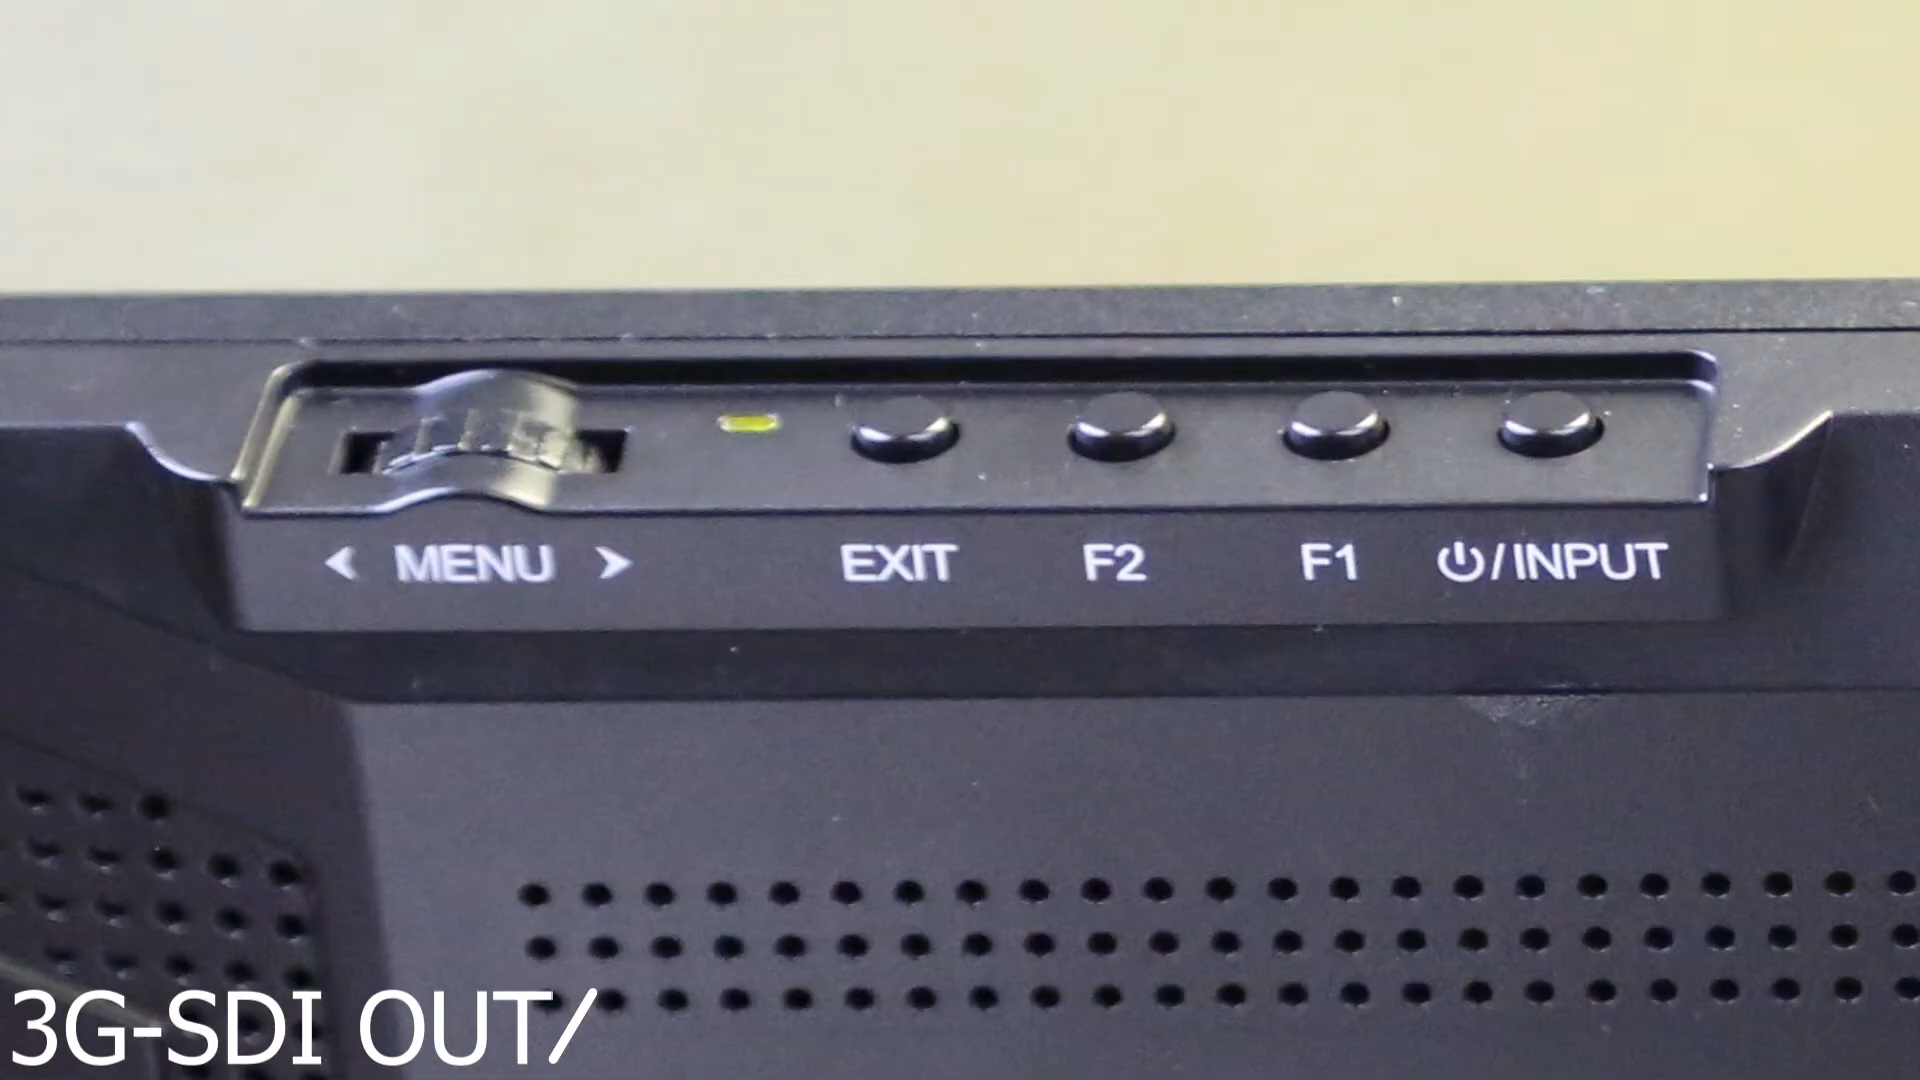 < MENU > EXIT F2 F1 ⏻/INPUT
3G-SDI OUT/